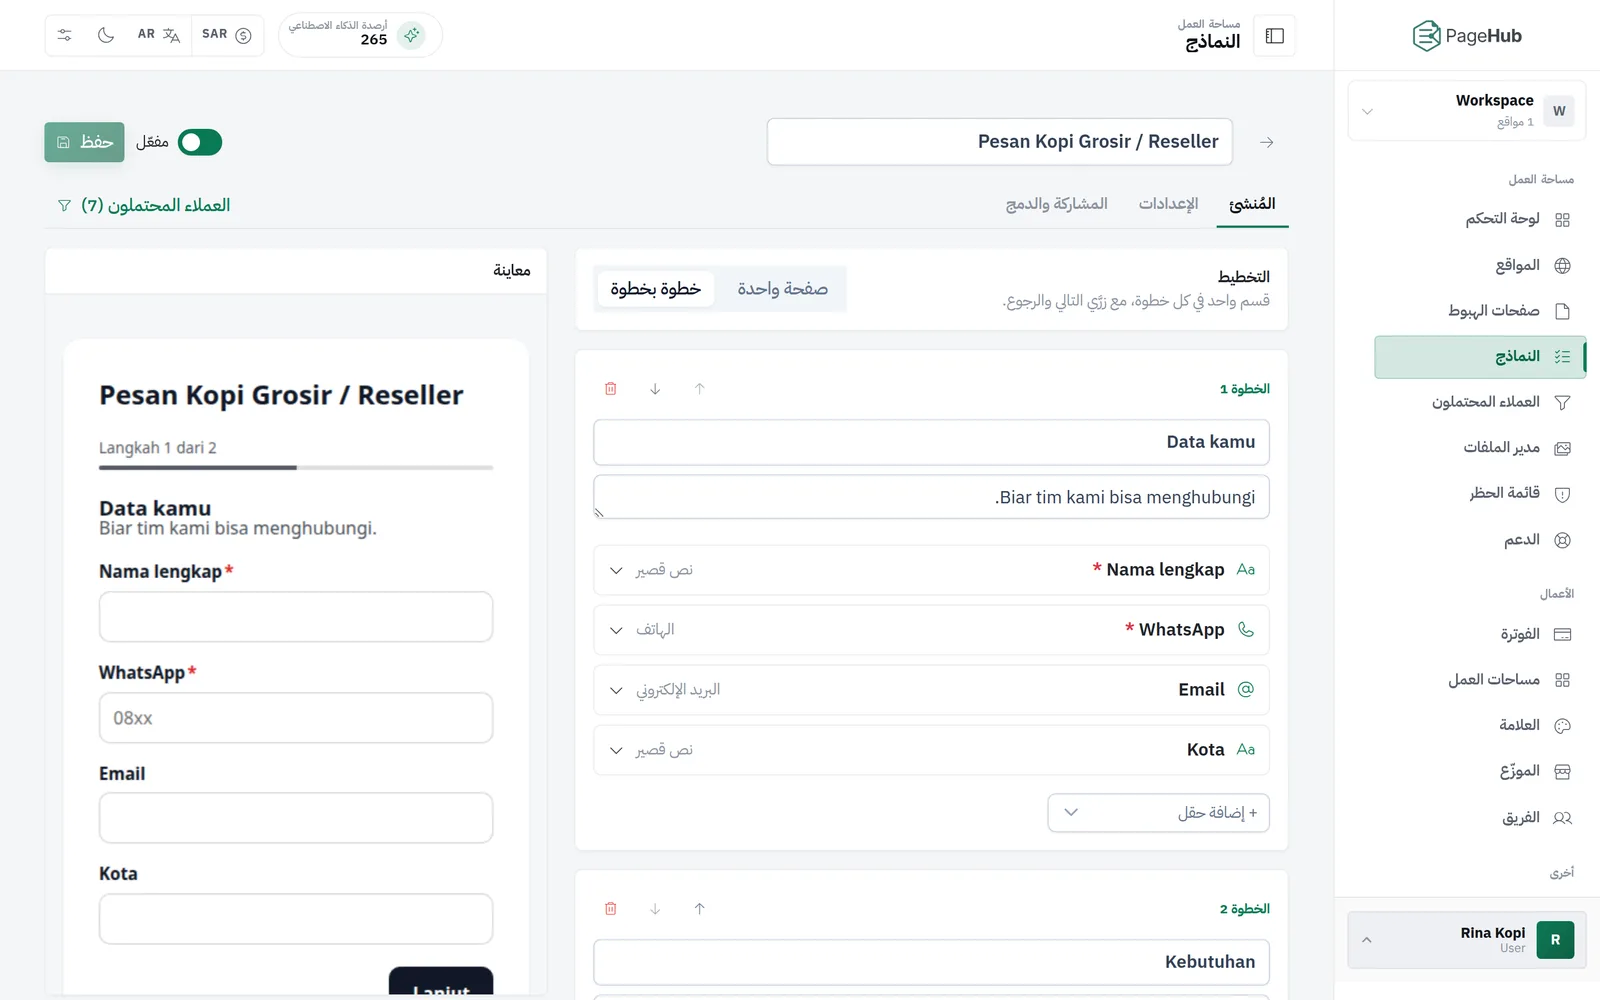 PageHub
Workspace
1 مواقع
W
مساحة العمل
لوحة التحكم
المواقع
صفحات الهبوط
النماذج
العملاء المحتملون
مدير الملفات
قائمة الحظر
الدعم
الأعمال
الفوترة
مساحات العمل
العلامة
الموزّع
الفريق
أخرى
Rina Kopi
User
R
مساحة العمل
النماذج
أرصدة الذكاء الاصطناعي
265
SAR
AR
Pesan Kopi Grosir / Reseller
مفعّل
حفظ
المُنشئ
الإعدادات
المشاركة والدمج
العملاء المحتملون (7)
التخطيط
قسم واحد في كل خطوة، مع زرَّي التالي والرجوع.
صفحة واحدة
خطوة بخطوة
الخطوة 1
Data kamu
Biar tim kami bisa menghubungi.
Aa Nama lengkap *
نص قصير
WhatsApp *
الهاتف
Email
البريد الإلكتروني
Aa Kota
نص قصير
+ إضافة حقل
الخطوة 2
Kebutuhan
معاينة
Pesan Kopi Grosir / Reseller
Langkah 1 dari 2
Data kamu
Biar tim kami bisa menghubungi.
Nama lengkap*
WhatsApp*
08xx
Email
Kota
Lanjut